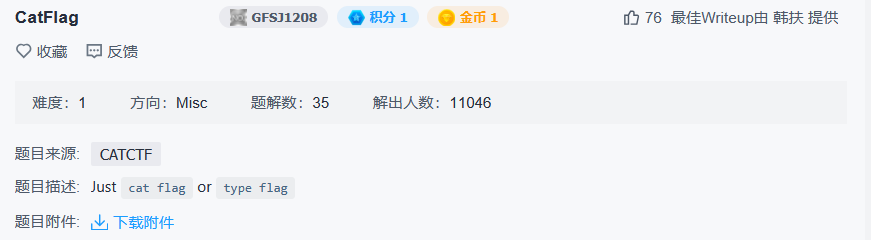 CatFlag GFSJ1208 积分 1 金币 1 76 最佳Writeup由 韩扶 提供
收藏 反馈
难度：1 方向：Misc 题解数：35 解出人数：11046
题目来源: CATCTF
题目描述: Just cat flag or type flag
题目附件: 下载附件